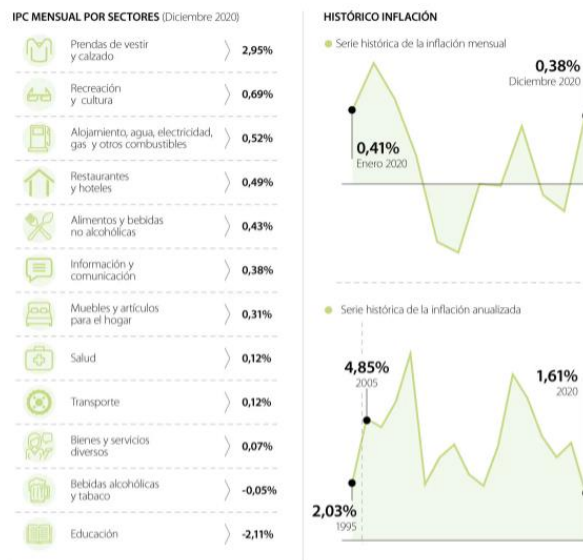 IPC MENSUAL POR SECTORES (Diciembre 2020)
Prendas de vestir
y calzado
2,95%
Recreación
y cultura
0,69%
Alojamiento, agua, electricidad,
gas y otros combustibles
0,52%
Restaurantes
y hoteles
0,49%
Alimentos y bebidas
no alcohólicas
0,43%
Información y
comunicación
0,38%
Muebles y artículos
para el hogar
0,31%
Salud
0,12%
Transporte
0,12%
Bienes y servicios
diversos
0,07%
Bebidas alcohólicas
y tabaco
-0,05%
Educación
-2,11%
HISTÓRICO INFLACIÓN
Serie histórica de la inflación mensual
0,38%
Diciembre 2020
0,41%
Enero 2020
Serie histórica de la inflación anualizada
4,85%
2005
1,61%
2020
2,03%
1995